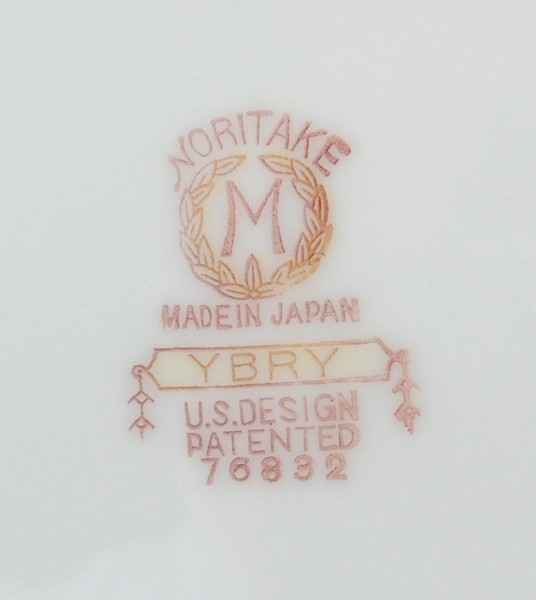 NORITAKE
M
MADE IN JAPAN
YBRY
U.S. DESIGN
PATENTED
76832